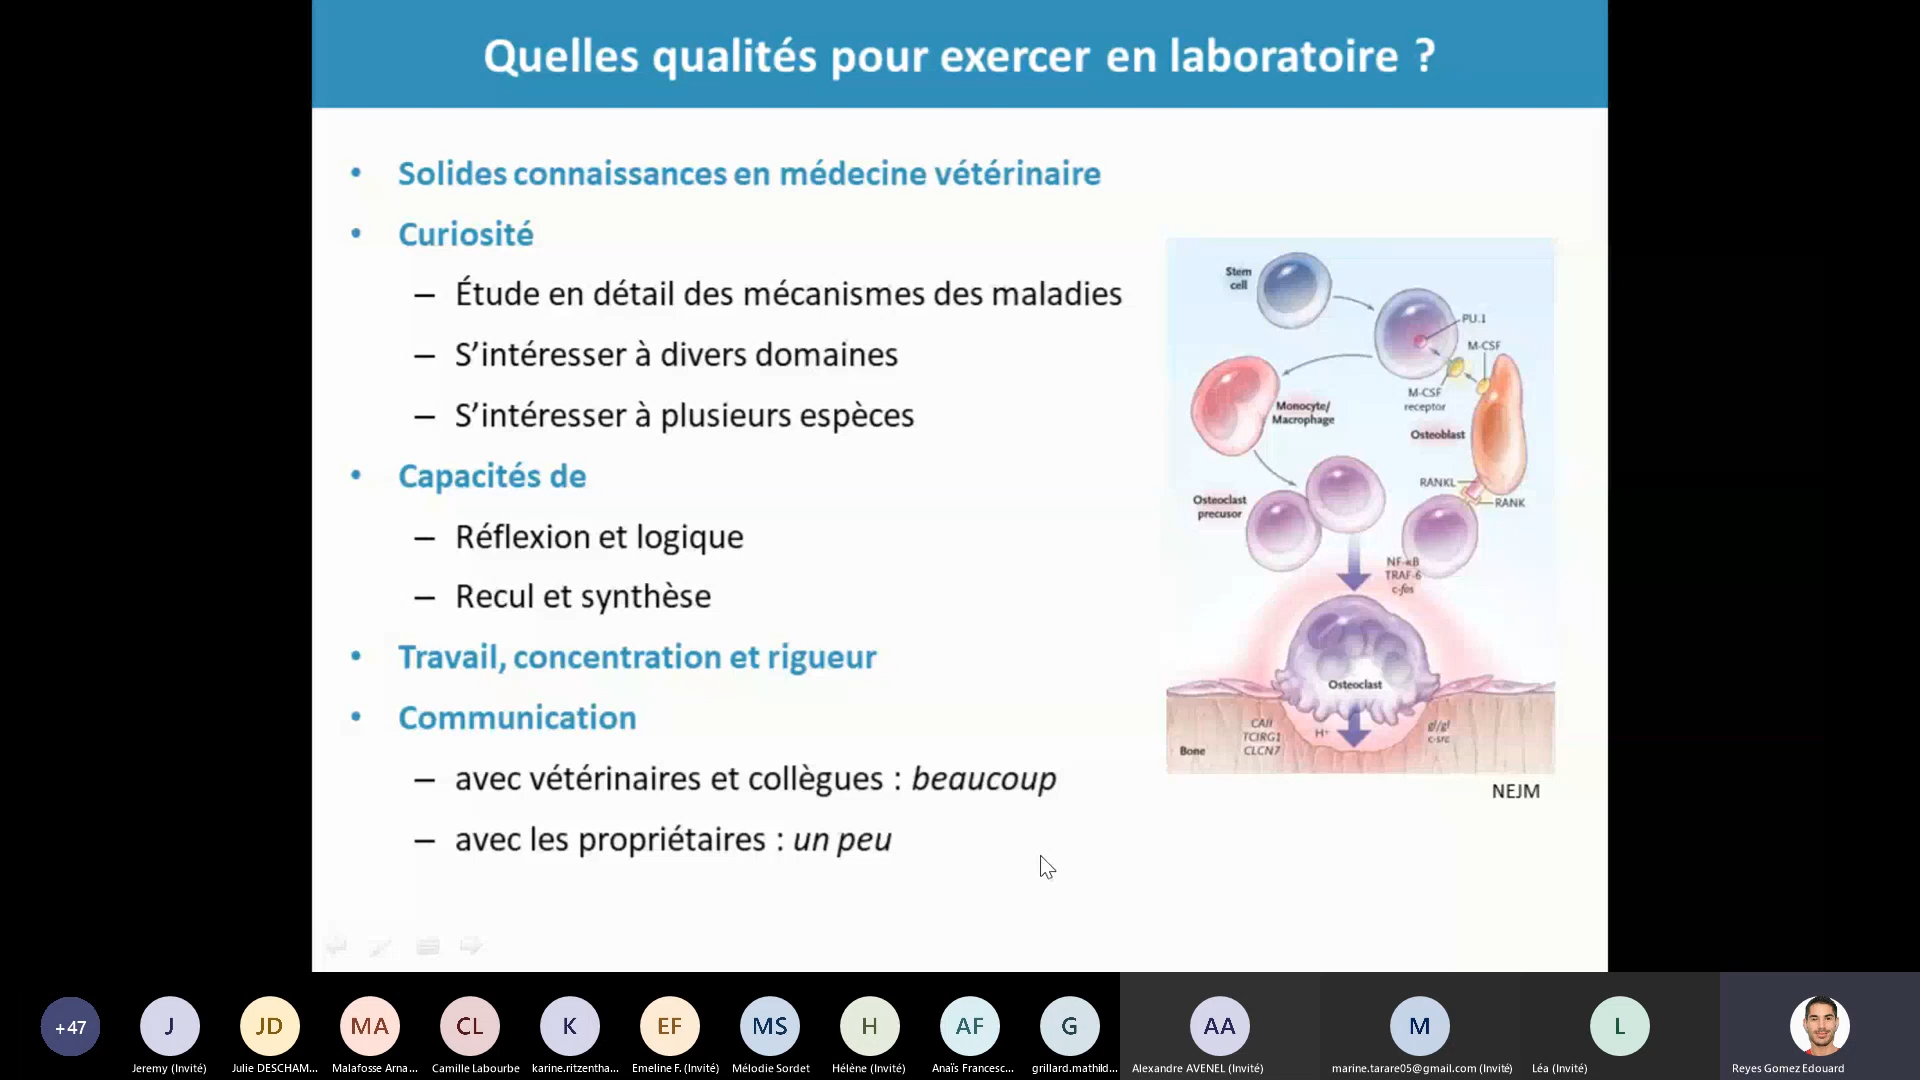 Quelles qualités pour exercer en laboratoire ?
• Solides connaissances en médecine vétérinaire
• Curiosité
– Étude en détail des mécanismes des maladies
– S’intéresser à divers domaines
– S’intéresser à plusieurs espèces
• Capacités de
– Réflexion et logique
– Recul et synthèse
• Travail, concentration et rigueur
• Communication
– avec vétérinaires et collègues : beaucoup
– avec les propriétaires : un peu
Stem
cell
PU.1
M-CSF
M-CSF
receptor
Monocyte/
Macrophage
Osteoblast
RANKL
RANK
Osteoclast
precusor
NF-κB
TRAF-6
c-fos
Osteoclast
CAII
TCIRG1
CLCN7
H+
gl/gl
c-src
Bone
NEJM
+47
J
JD
MA
CL
K
EF
MS
H
AF
G
AA
M
L
Jeremy (Invité)
Julie DESCHAM...
Malafosse Arna...
Camille Labourbe
karine.ritzentha...
Emeline F. (Invité)
Mélodie Sordet
Hélène (Invité)
Anaïs Francesc...
grillard.mathild...
Alexandre AVENEL (Invité)
marine.tarare05@gmail.com (Invité)
Léa (Invité)
Reyes Gomez Edouard